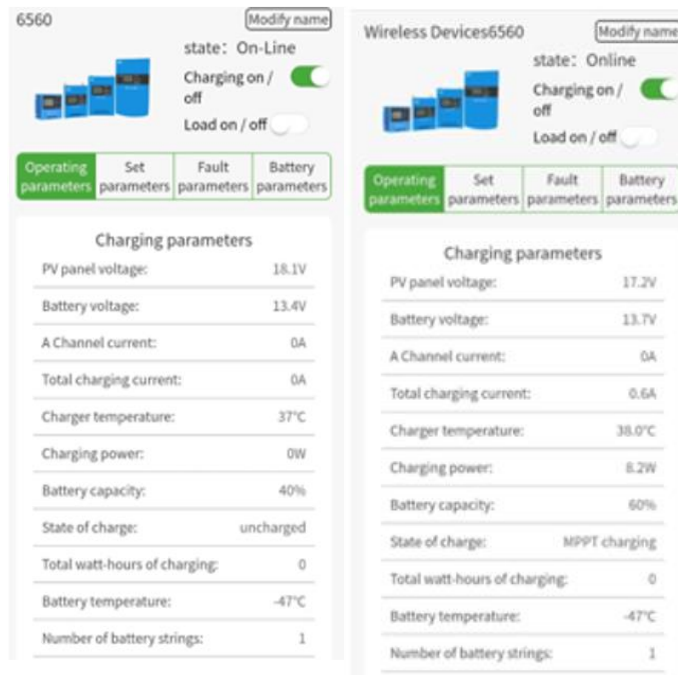 6560
Modify name
state: On-Line
Charging on /
off
Load on / off
Operating parameters
Set parameters
Fault parameters
Battery parameters
Charging parameters
PV panel voltage: 18.1V
Battery voltage: 13.4V
A Channel current: 0A
Total charging current: 0A
Charger temperature: 37℃
Charging power: 0W
Battery capacity: 40%
State of charge: uncharged
Total watt-hours of charging: 0
Battery temperature: -47℃
Number of battery strings: 1
Wireless Devices6560
Modify name
state: Online
Charging on /
off
Load on / off
Operating parameters
Set parameters
Fault parameters
Battery parameters
Charging parameters
PV panel voltage: 17.2V
Battery voltage: 13.7V
A Channel current: 0A
Total charging current: 0.6A
Charger temperature: 38.0℃
Charging power: 8.2W
Battery capacity: 60%
State of charge: MPPT charging
Total watt-hours of charging: 0
Battery temperature: -47℃
Number of battery strings: 1